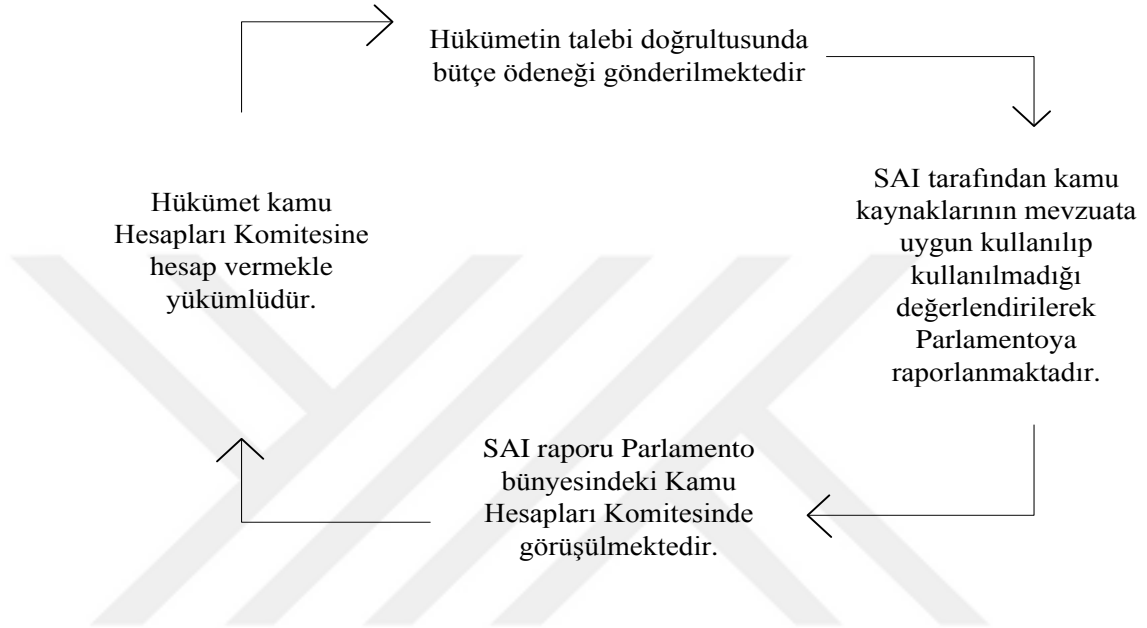 Hükümetin talebi doğrultusunda
bütçe ödeneği gönderilmektedir
SAI tarafından kamu
kaynaklarının mevzuata
uygun kullanılıp
kullanılmadığı
değerlendirilerek
Parlamentoya
raporlanmaktadır.
SAI raporu Parlamento
bünyesindeki Kamu
Hesapları Komitesinde
görüşülmektedir.
Hükümet kamu
Hesapları Komitesine
hesap vermekle
yükümlüdür.